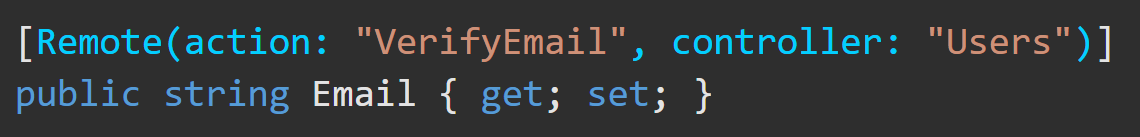 [Remote(action: "VerifyEmail", controller: "Users")]
public string Email { get; set; }